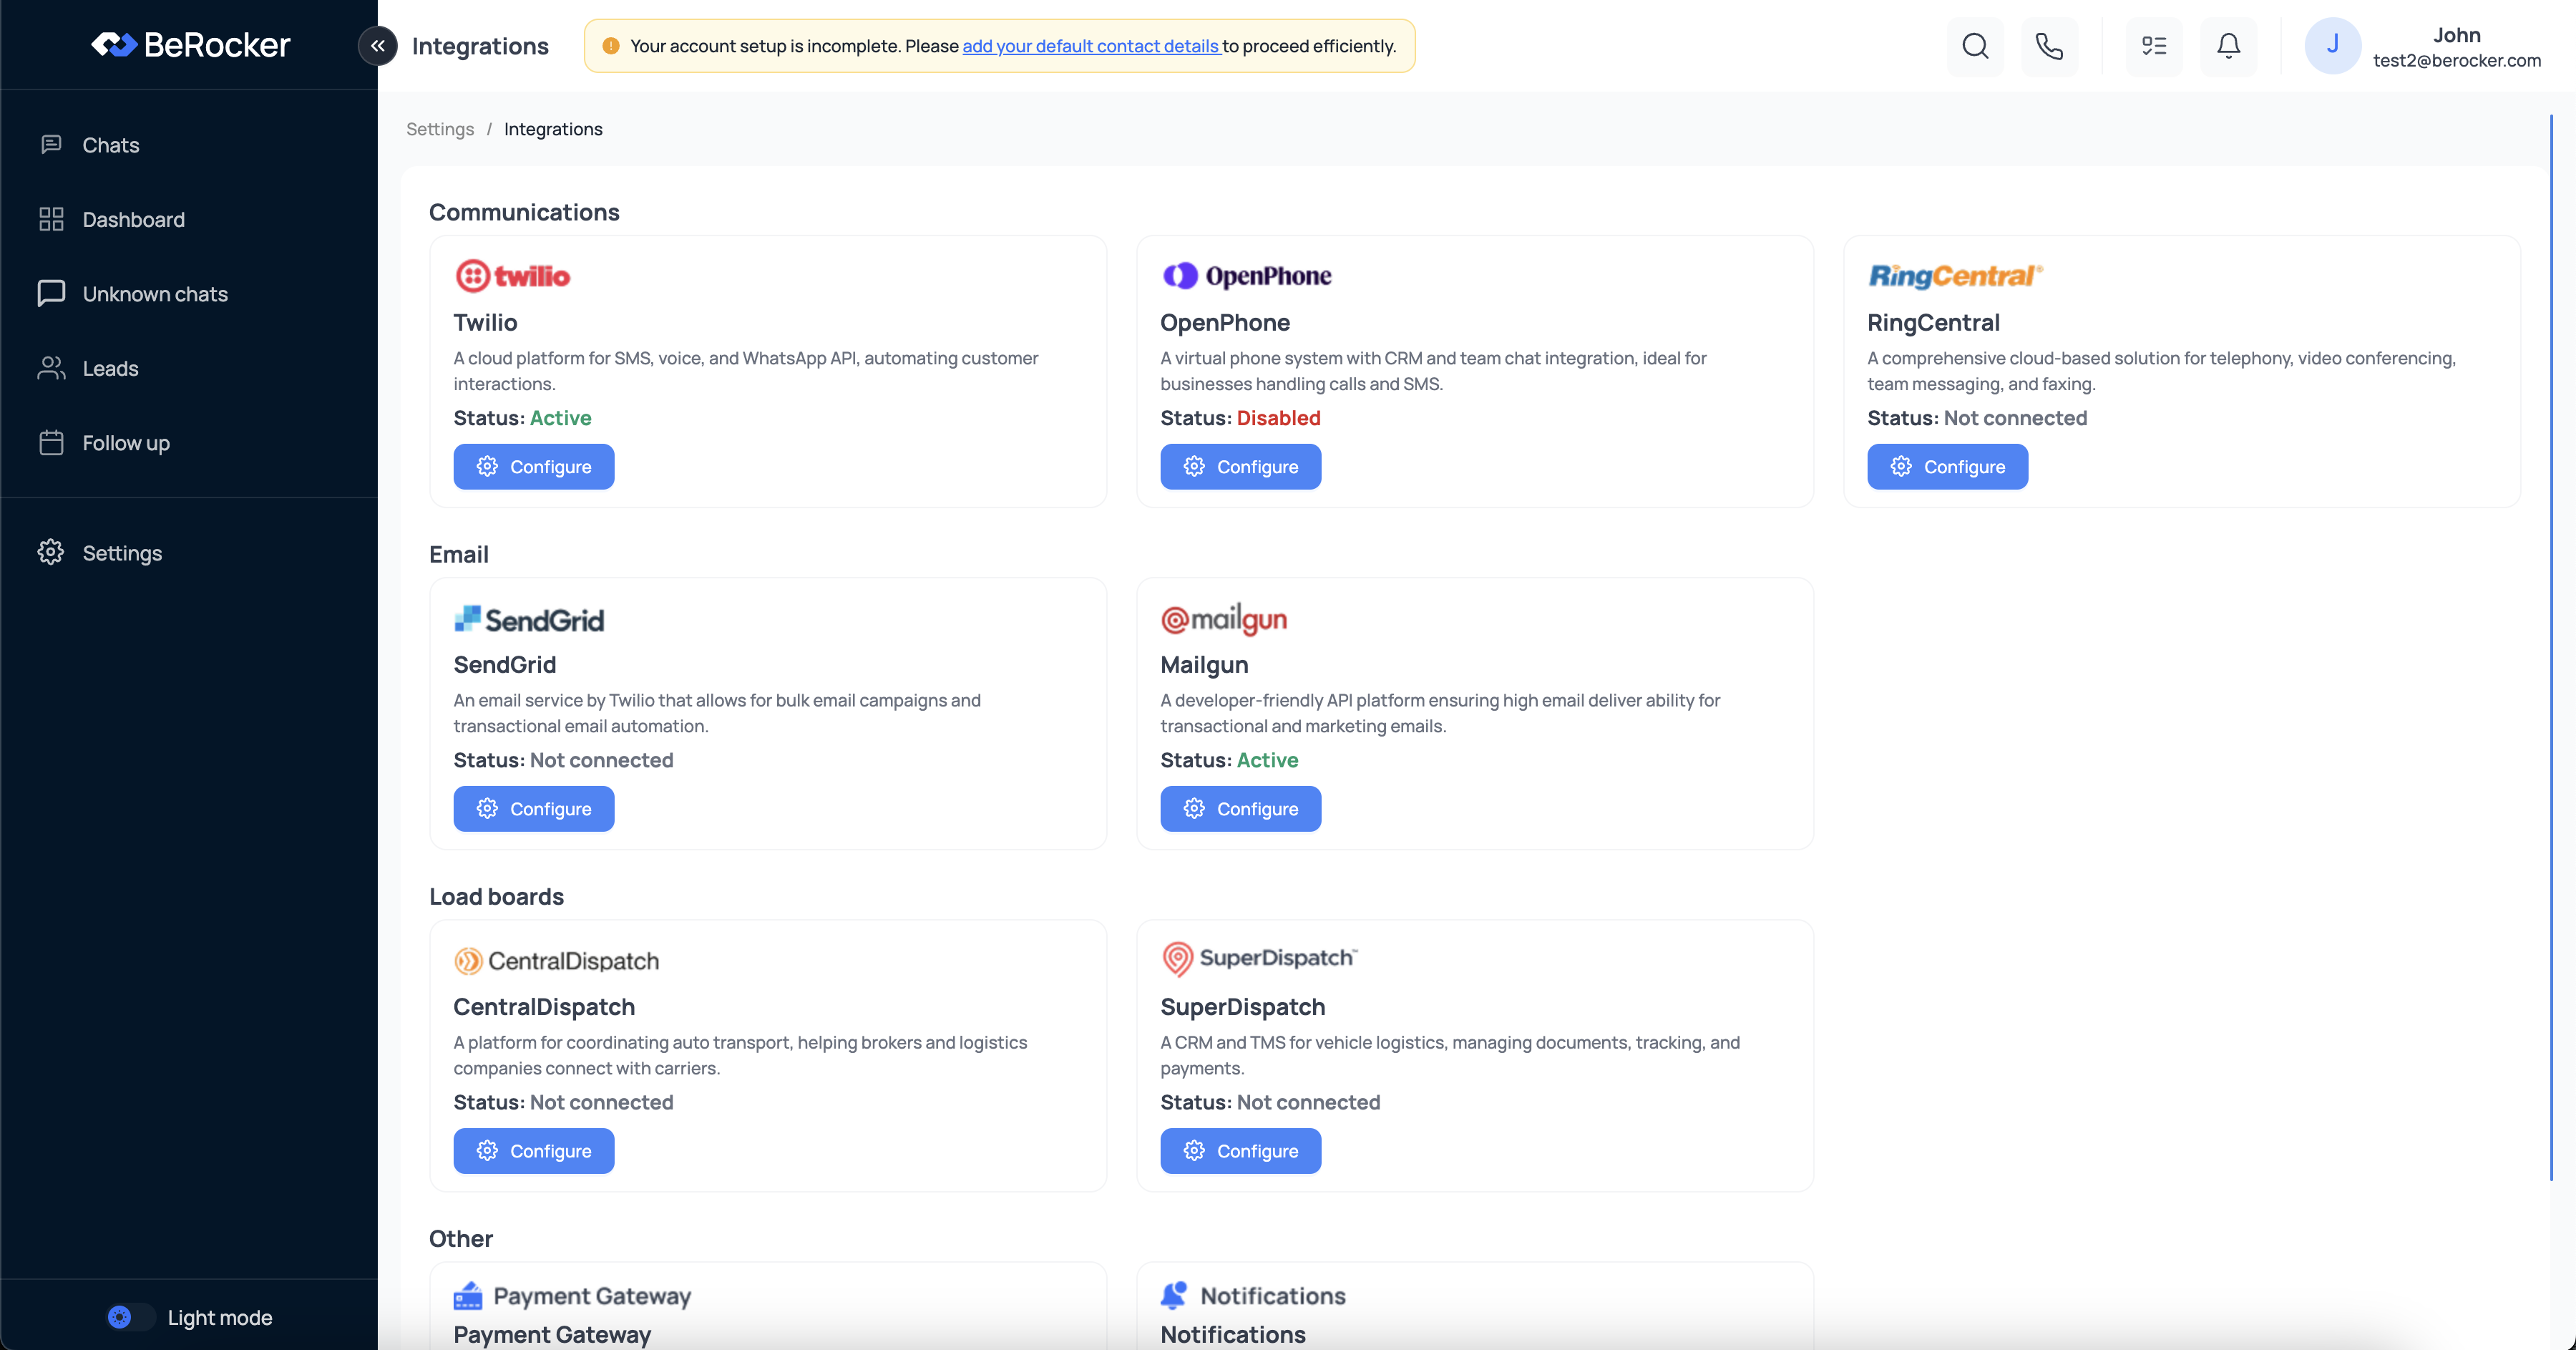 BeRocker
Integrations
Your account setup is incomplete. Please add your default contact details to proceed efficiently.
J
John
test2@berocker.com
Chats
Dashboard
Unknown chats
Leads
Follow up
Settings
Light mode
Settings / Integrations
Communications
twilio
Twilio
A cloud platform for SMS, voice, and WhatsApp API, automating customer
interactions.
Status: Active
Configure
OpenPhone
OpenPhone
A virtual phone system with CRM and team chat integration, ideal for
businesses handling calls and SMS.
Status: Disabled
Configure
RingCentral®
RingCentral
A comprehensive cloud-based solution for telephony, video conferencing,
team messaging, and faxing.
Status: Not connected
Configure
Email
SendGrid
SendGrid
An email service by Twilio that allows for bulk email campaigns and
transactional email automation.
Status: Not connected
Configure
mailgun
Mailgun
A developer-friendly API platform ensuring high email deliver ability for
transactional and marketing emails.
Status: Active
Configure
Load boards
CentralDispatch
CentralDispatch
A platform for coordinating auto transport, helping brokers and logistics
companies connect with carriers.
Status: Not connected
Configure
SuperDispatch™
SuperDispatch
A CRM and TMS for vehicle logistics, managing documents, tracking, and
payments.
Status: Not connected
Configure
Other
Payment Gateway
Payment Gateway
Notifications
Notifications